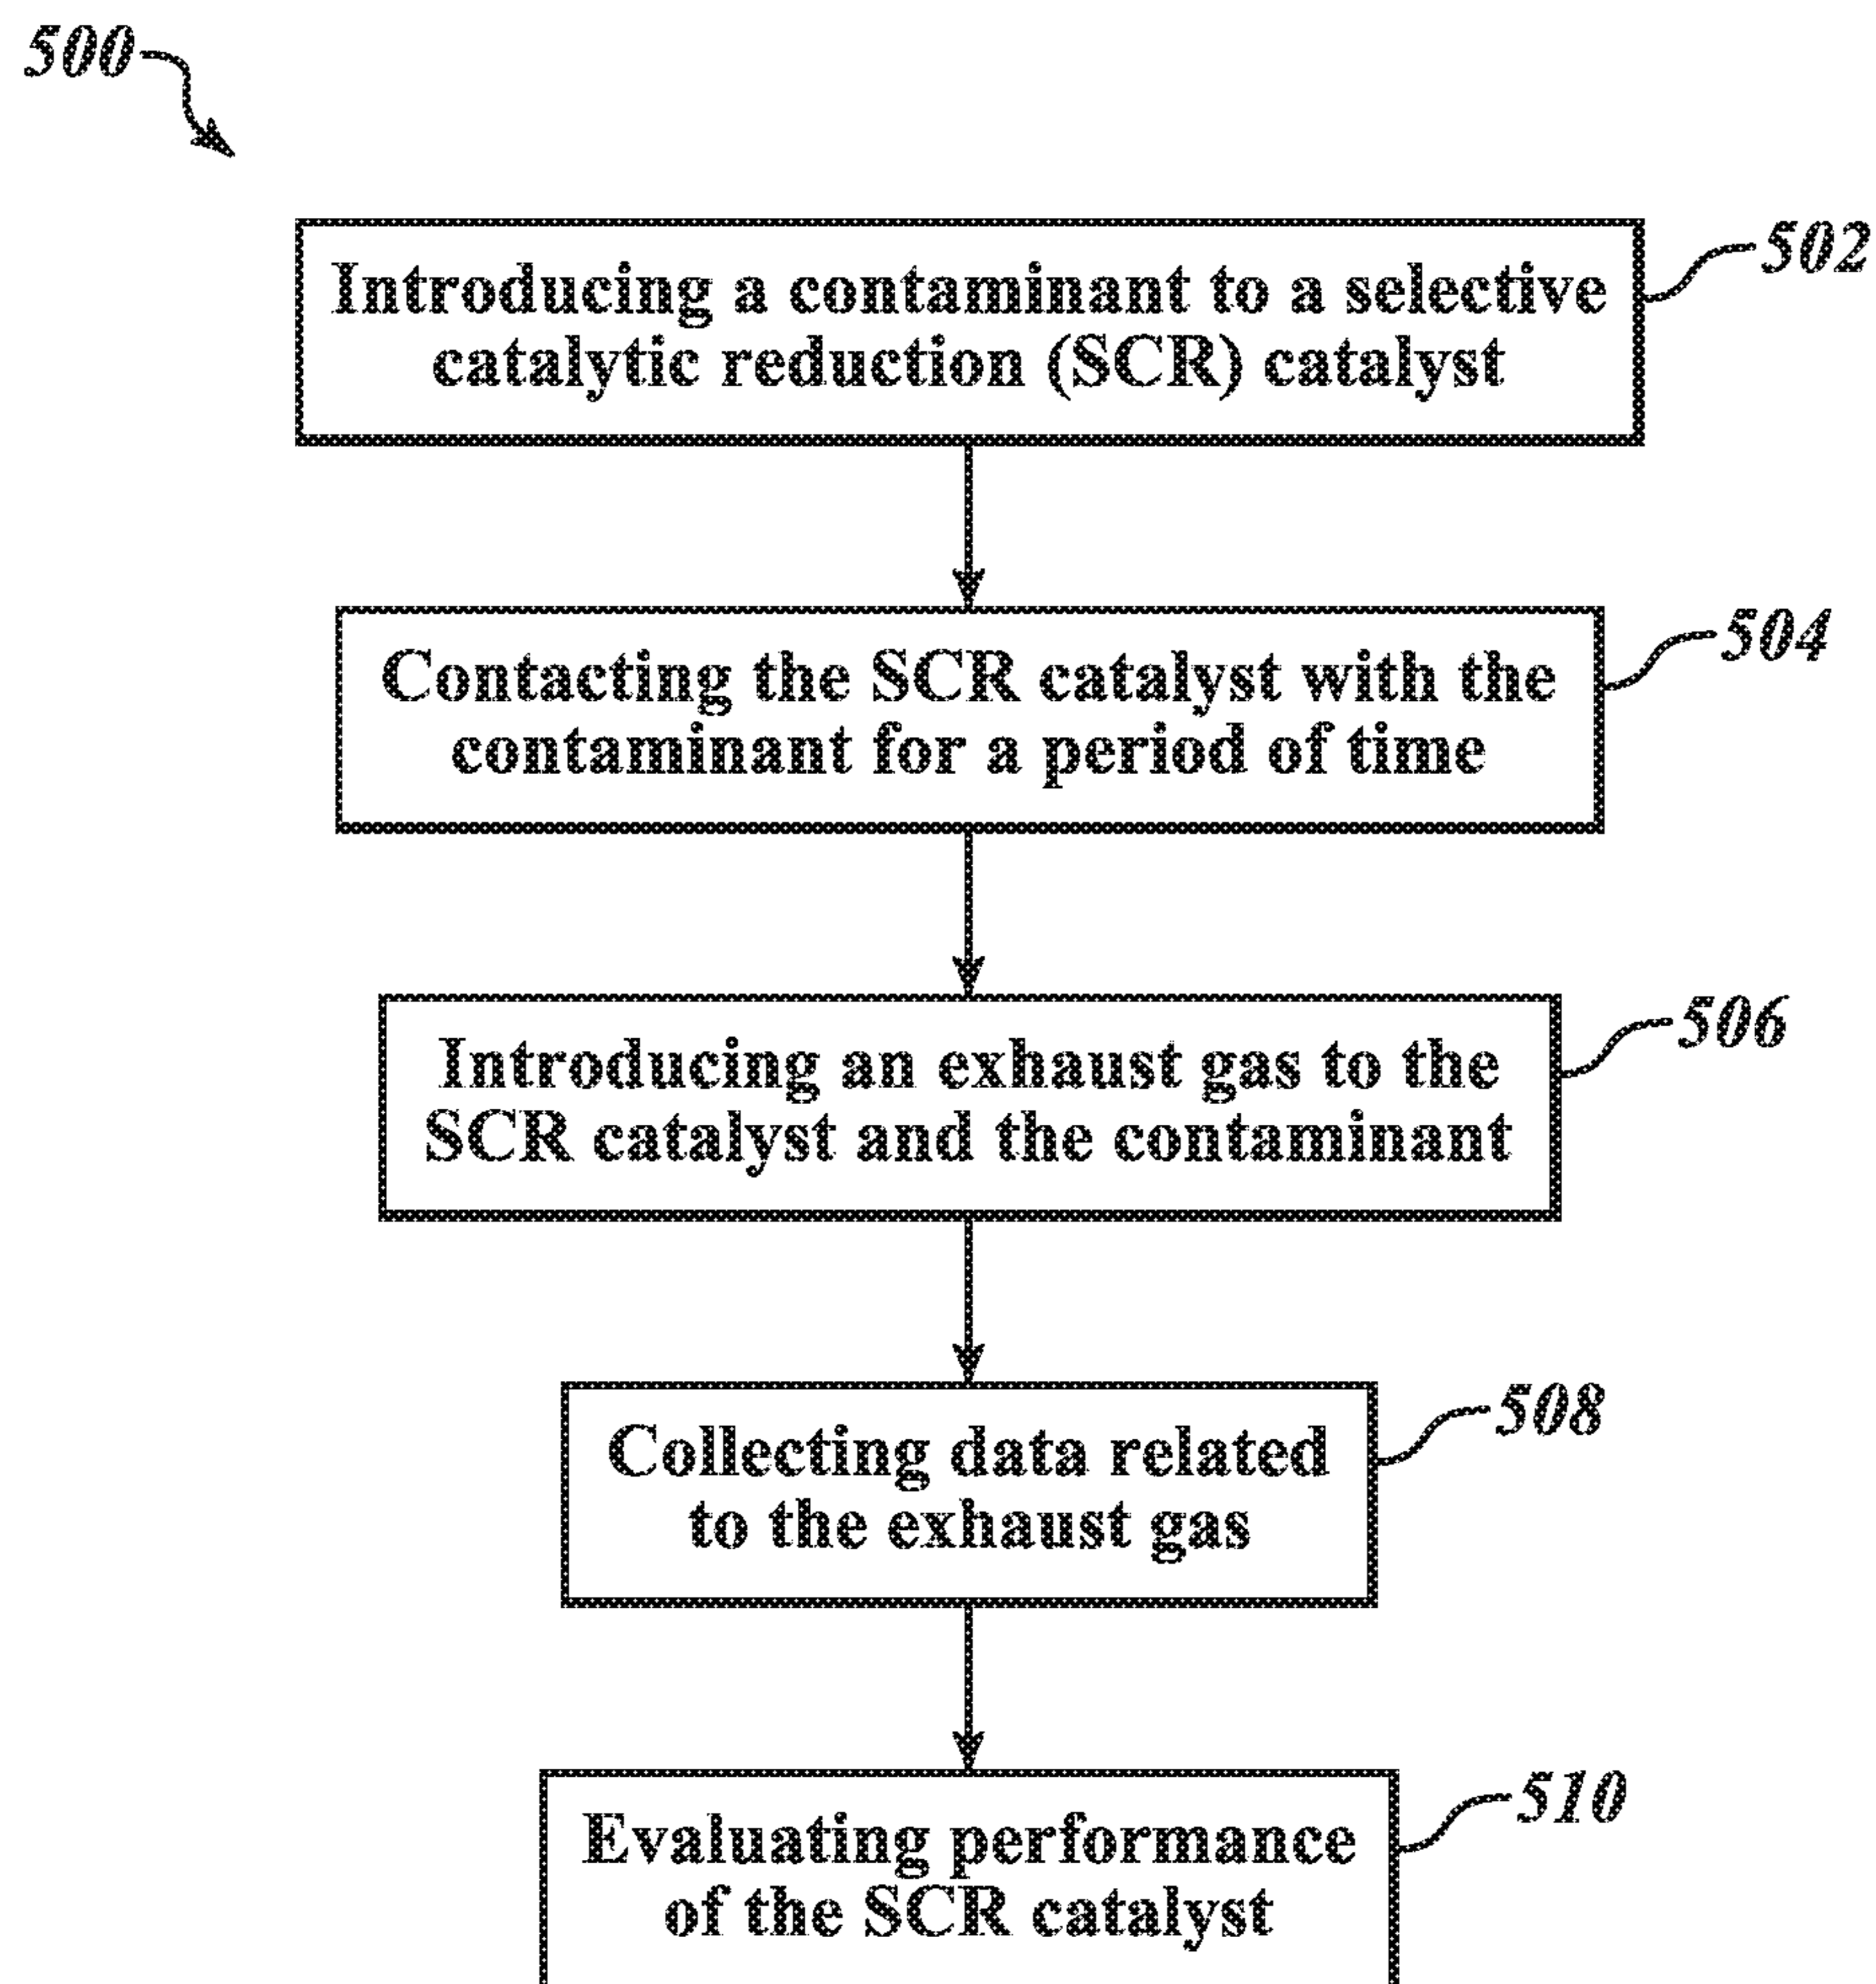 500
Introducing a contaminant to a selective
catalytic reduction (SCR) catalyst
502
Contacting the SCR catalyst with the
contaminant for a period of time
504
Introducing an exhaust gas to the
SCR catalyst and the contaminant
506
Collecting data related
to the exhaust gas
508
Evaluating performance
of the SCR catalyst
510